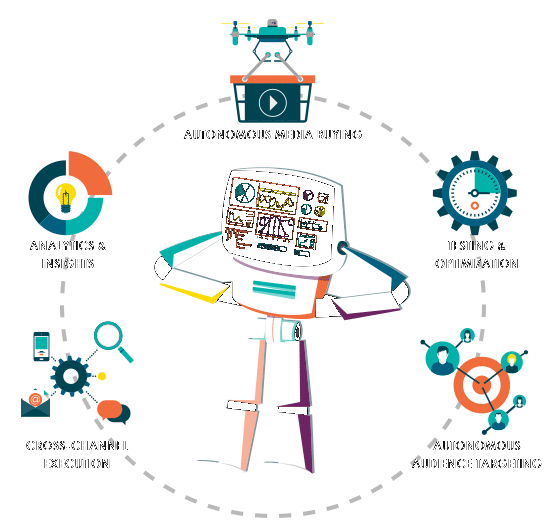 AUTONOMOUS MEDIA BUYING
ANALYTICS &
INSIGHTS
TESTING &
OPTIMIZATION
CROSS-CHANNEL
EXECUTION
AUTONOMOUS
AUDIENCE TARGETING
@